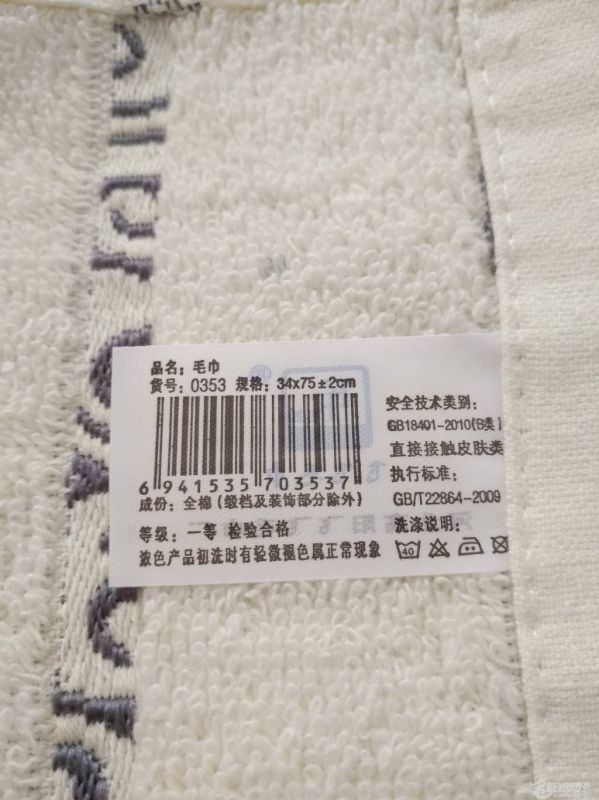 品名：毛巾
货号：0353 规格：34x75±2cm
6 941535 703537
成份：全棉（缎档及装饰部分除外）
等级：一等 检验合格
浓色产品初洗时有轻微褪色属正常现象
安全技术类别：
GB18401-2010(B类)
直接接触皮肤类
执行标准：
GB/T22864-2009
洗涤说明：
40